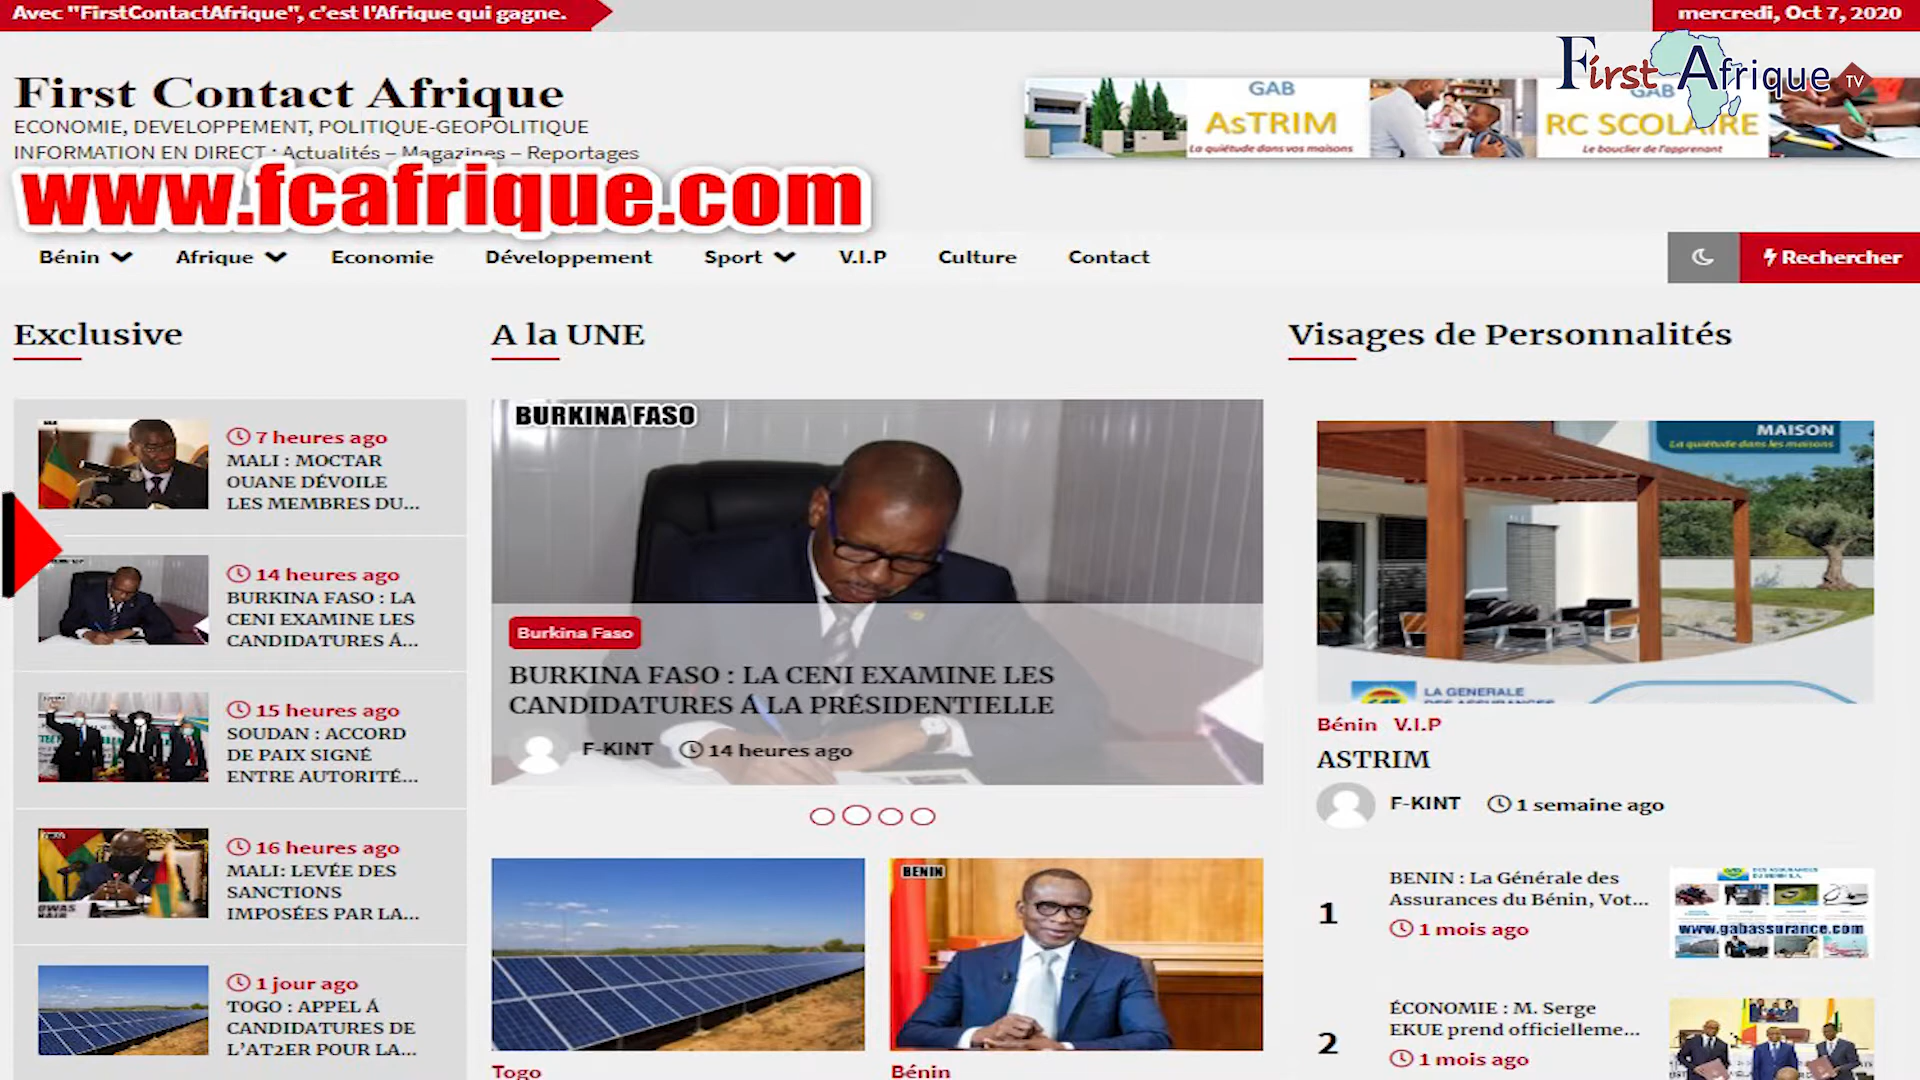 Avec "FirstContactAfrique", c'est l'Afrique qui gagne.
mercredi, Oct 7, 2020
First Afrique TV
First Contact Afrique
ECONOMIE, DEVELOPPEMENT, POLITIQUE-GEOPOLITIQUE
INFORMATION EN DIRECT : Actualités – Magazines – Reportages
GAB
AsTRIM
La quiétude dans vos maisons
GAB
RC SCOLAIRE
Le bouclier de l'apprenant
www.fcafrique.com
Bénin Afrique Economie Développement Sport V.I.P Culture Contact
Rechercher
Exclusive
7 heures ago
MALI : MOCTAR
OUANE DÉVOILE
LES MEMBRES DU...
14 heures ago
BURKINA FASO : LA
CENI EXAMINE LES
CANDIDATURES Á...
15 heures ago
SOUDAN : ACCORD
DE PAIX SIGNÉ
ENTRE AUTORITÉ...
16 heures ago
MALI: LEVÉE DES
SANCTIONS
IMPOSÉES PAR LA...
1 jour ago
TOGO : APPEL Á
CANDIDATURES DE
L’AT2ER POUR LA...
A la UNE
BURKINA FASO
Burkina Faso
BURKINA FASO : LA CENI EXAMINE LES
CANDIDATURES Á LA PRÉSIDENTIELLE
F-KINT 14 heures ago
Togo
BENIN
Bénin
Visages de Personnalités
MAISON
La quiétude dans les maisons
LA GENERALE
Bénin V.I.P
ASTRIM
F-KINT 1 semaine ago
1
BENIN : La Générale des
Assurances du Bénin, Vot...
1 mois ago
www.gabassurance.com
2
ÉCONOMIE : M. Serge
EKUE prend officielleme...
1 mois ago